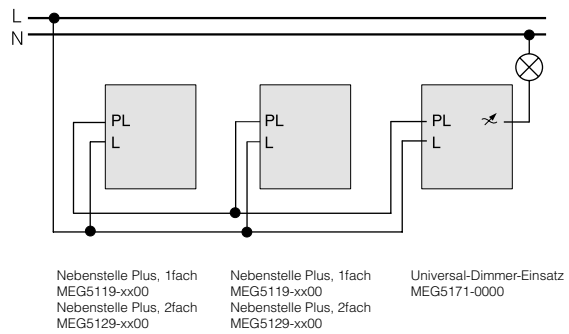 L
N
PL
L
PL
L
PL
L
Nebenstelle Plus, 1fach
MEG5119-xx00
Nebenstelle Plus, 2fach
MEG5129-xx00
Nebenstelle Plus, 1fach
MEG5119-xx00
Nebenstelle Plus, 2fach
MEG5129-xx00
Universal-Dimmer-Einsatz
MEG5171-0000